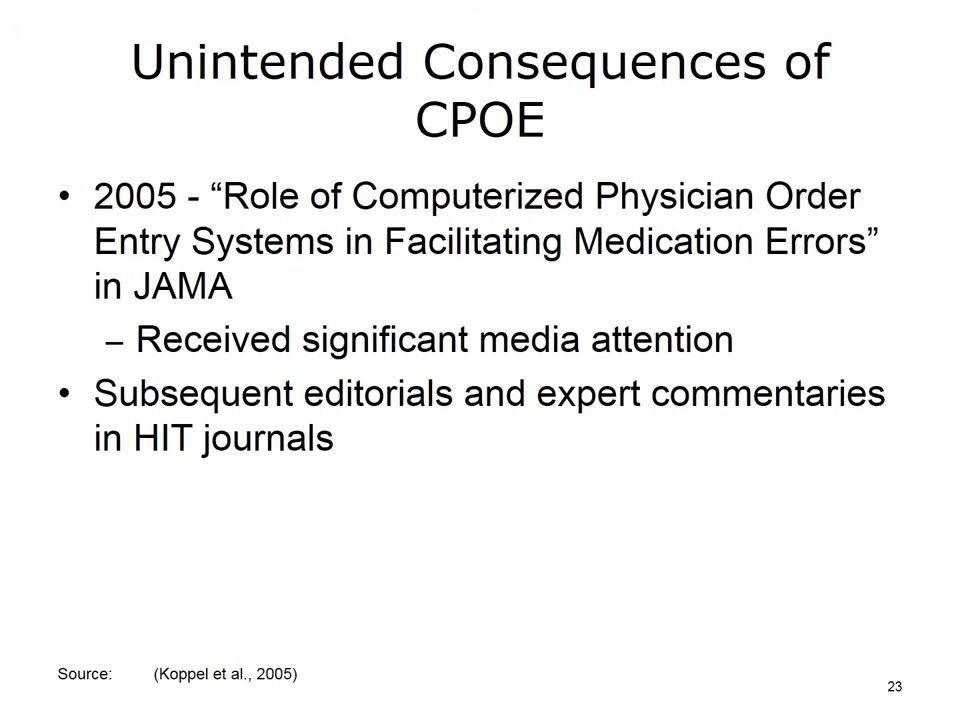 Unintended Consequences of
CPOE
• 2005 - “Role of Computerized Physician Order
Entry Systems in Facilitating Medication Errors”
in JAMA
– Received significant media attention
• Subsequent editorials and expert commentaries
in HIT journals
Source: (Koppel et al., 2005)
23